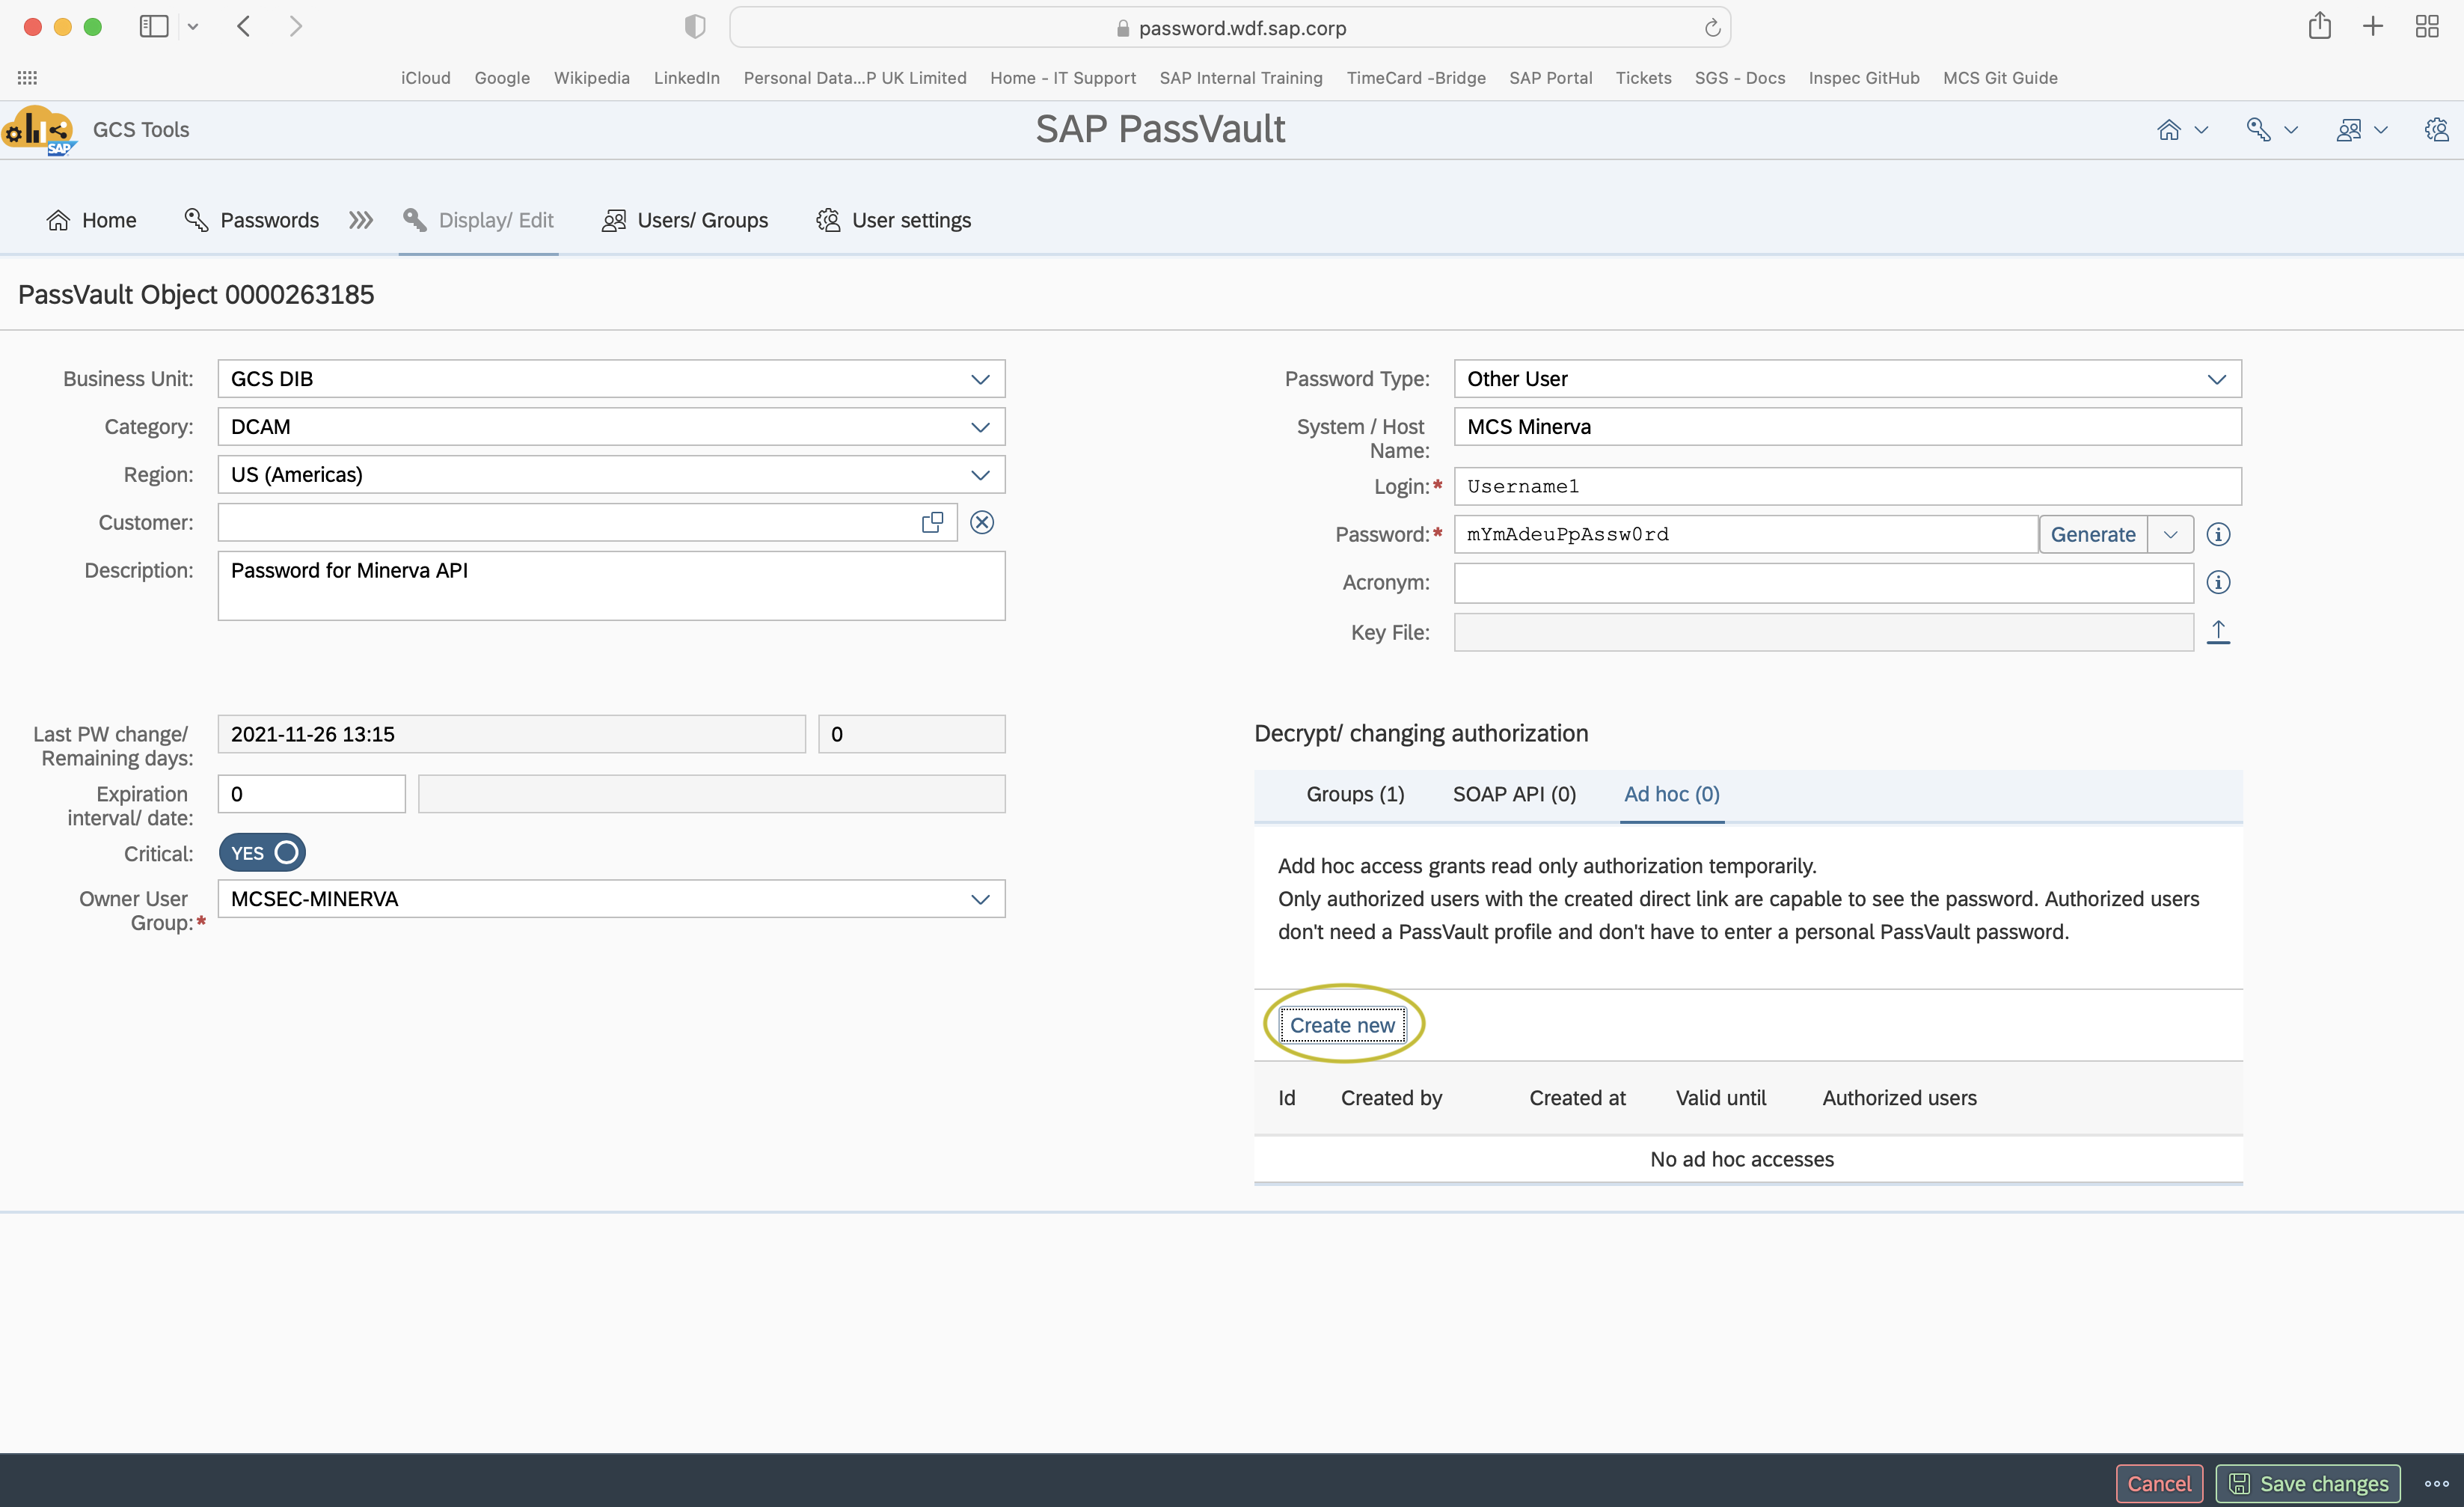 password.wdf.sap.corp
iCloud Google Wikipedia LinkedIn Personal Data...P UK Limited Home - IT Support SAP Internal Training TimeCard -Bridge SAP Portal Tickets SGS - Docs Inspec GitHub MCS Git Guide
SAP
GCS Tools
SAP PassVault
Home Passwords Display/ Edit Users/ Groups User settings
PassVault Object 0000263185
Business Unit: GCS DIB
Category: DCAM
Region: US (Americas)
Customer:
Description: Password for Minerva API
Password Type: Other User
System / Host Name: MCS Minerva
Login:* Username1
Password:* mYmAdeuPpAssw0rd Generate
Acronym:
Key File:
Last PW change/ Remaining days: 2021-11-26 13:15 0
Expiration interval/ date: 0
Critical: YES
Owner User Group:* MCSEC-MINERVA
Decrypt/ changing authorization
Groups (1) SOAP API (0) Ad hoc (0)
Add hoc access grants read only authorization temporarily.
Only authorized users with the created direct link are capable to see the password. Authorized users
don't need a PassVault profile and don't have to enter a personal PassVault password.
Create new
Id Created by Created at Valid until Authorized users
No ad hoc accesses
Cancel Save changes